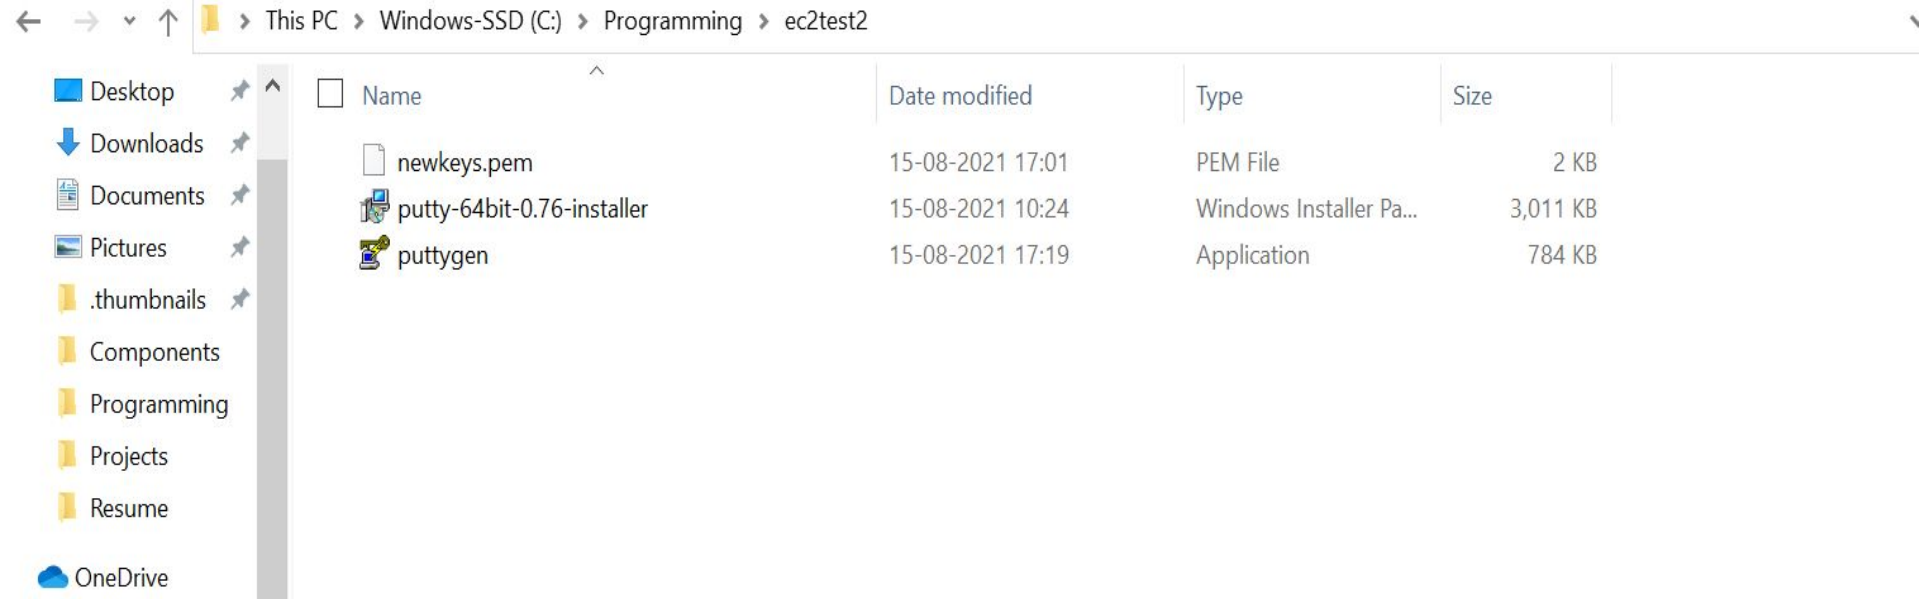 This PC > Windows-SSD (C:) > Programming > ec2test2
Name Date modified Type Size
newkeys.pem 15-08-2021 17:01 PEM File 2 KB
putty-64bit-0.76-installer 15-08-2021 10:24 Windows Installer Pa... 3,011 KB
puttygen 15-08-2021 17:19 Application 784 KB
Desktop
Downloads
Documents
Pictures
.thumbnails
Components
Programming
Projects
Resume
OneDrive